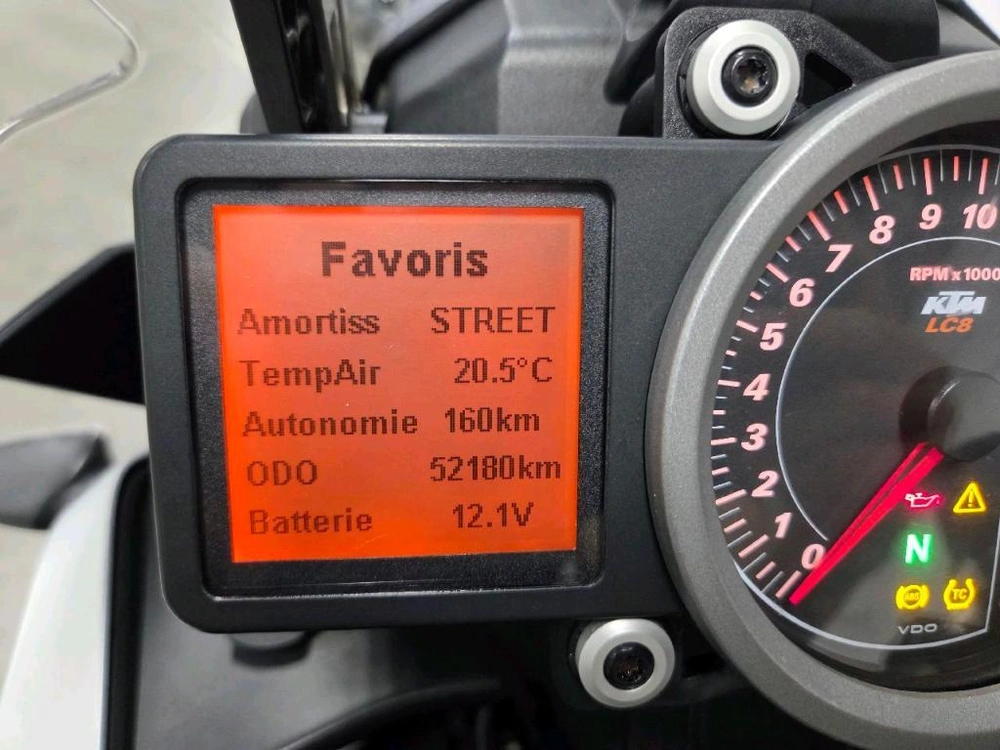 Favoris
Amortiss STREET
TempAir 20.5°C
Autonomie 160km
ODO 52180km
Batterie 12.1V
0
1
2
3
4
5
6
7
8
9
10
RPM x 1000
KTM
LC8
N
ABS
TC
VDO